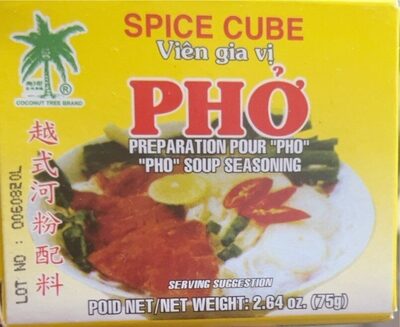 SPICE CUBE
Viên gia vị
PHỞ
COCONUT TREE BRAND
®
PREPARATION POUR "PHO"
"PHO" SOUP SEASONING
越式河粉配料
LOT NO : 0060820L
SERVING SUGGESTION
POID NET/NET WEIGHT: 2.64 oz. (75g)